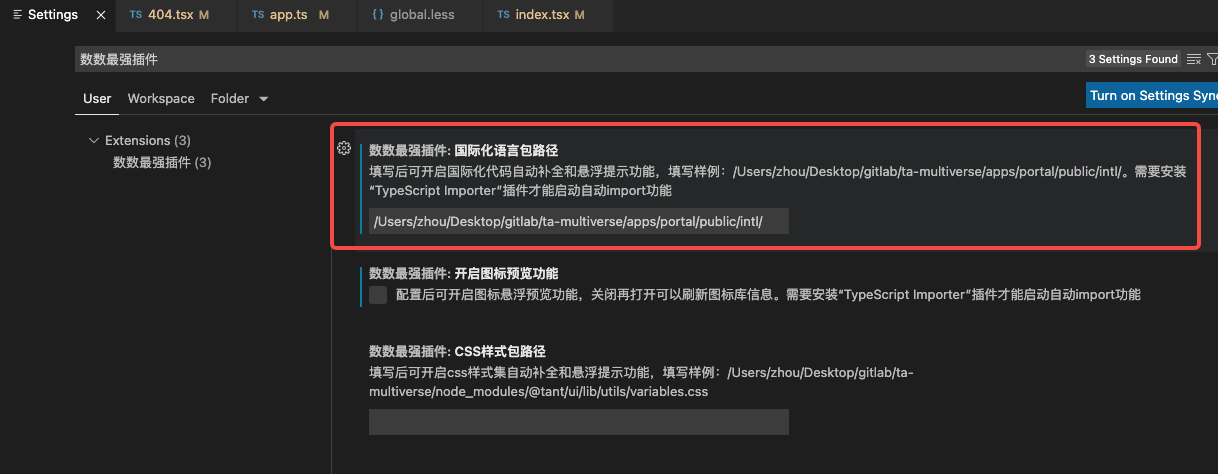 Settings
TS 404.tsx M
TS app.ts M
{} global.less
TS index.tsx M
数数最强插件
3 Settings Found
User Workspace Folder
Turn on Settings Sync
Extensions (3)
数数最强插件 (3)
数数最强插件: 国际化语言包路径
填写后可开启国际化代码自动补全和悬浮提示功能，填写样例：/Users/zhou/Desktop/gitlab/ta-multiverse/apps/portal/public/intl/。需要安装
“TypeScript Importer”插件才能启动自动import功能
/Users/zhou/Desktop/gitlab/ta-multiverse/apps/portal/public/intl/
数数最强插件: 开启图标预览功能
配置后可开启图标悬浮预览功能，关闭再打开可以刷新图标库信息。需要安装“TypeScript Importer”插件才能启动自动import功能
数数最强插件: CSS样式包路径
填写后可开启css样式集自动补全和悬浮提示功能，填写样例：/Users/zhou/Desktop/gitlab/ta-
multiverse/node_modules/@tant/ui/lib/utils/variables.css